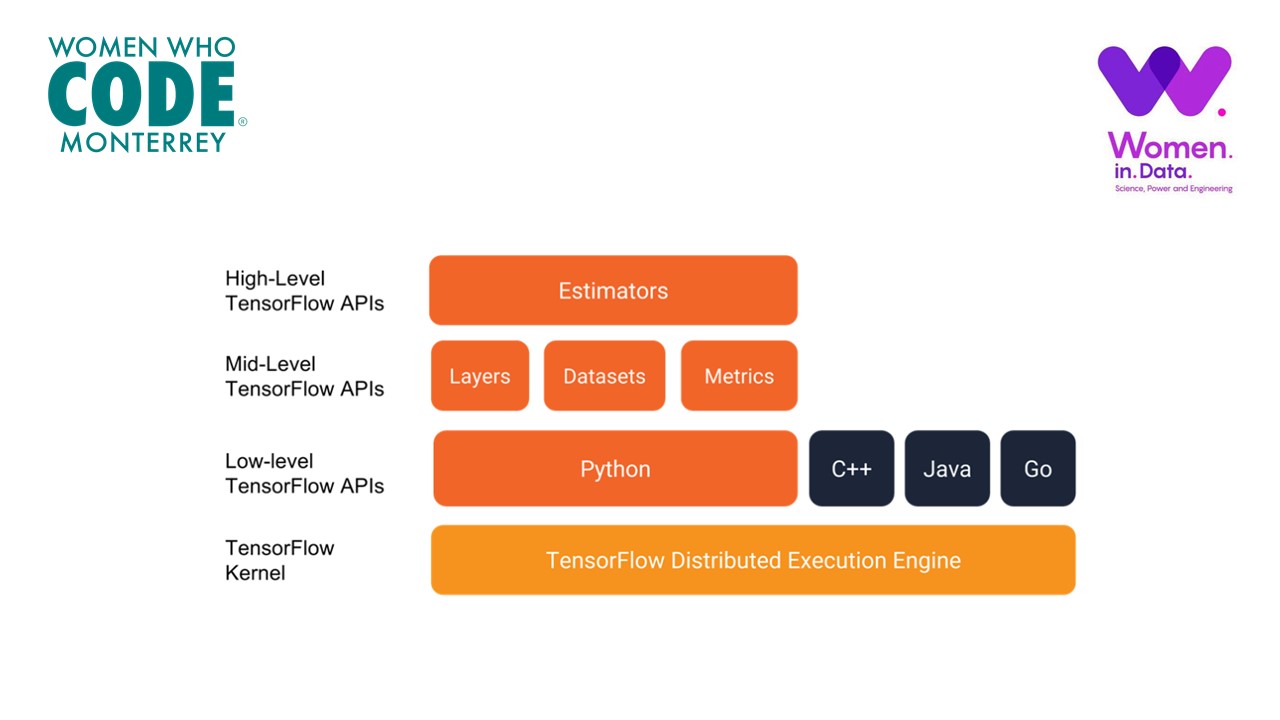 WOMEN WHO
CODE®
MONTERREY
W.
Women.
in.Data.
Science, Power and Engineering
High-Level
TensorFlow APIs
Estimators
Mid-Level
TensorFlow APIs
Layers
Datasets
Metrics
Low-level
TensorFlow APIs
Python
C++
Java
Go
TensorFlow
Kernel
TensorFlow Distributed Execution Engine